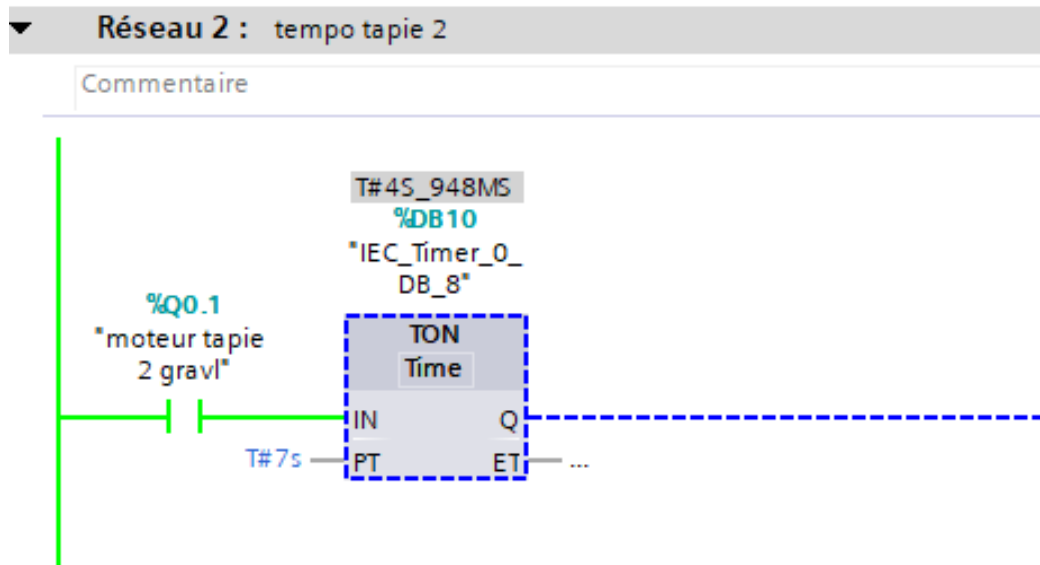 Réseau 2 : tempo tapie 2
Commentaire
T#4S_948MS
%DB10
"IEC_Timer_0_
DB_8"
%Q0.1
"moteur tapie
2 gravl"
TON
Time
IN Q
T#7s PT ET ...